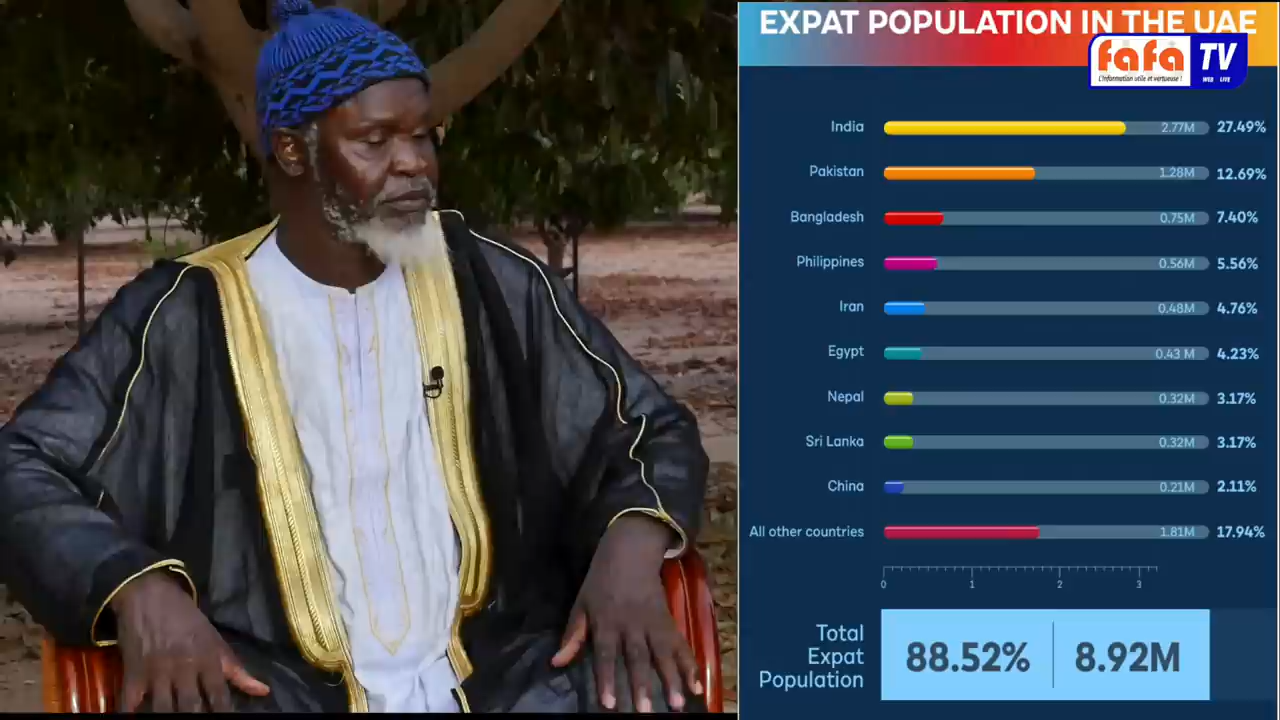 EXPAT POPULATION IN THE UAE
fafa TV
L'information utile et vertueuse !
WEB LIVE
India 2.77M 27.49%
Pakistan 1.28M 12.69%
Bangladesh 0.75M 7.40%
Philippines 0.56M 5.56%
Iran 0.48M 4.76%
Egypt 0.43 M 4.23%
Nepal 0.32M 3.17%
Sri Lanka 0.32M 3.17%
China 0.21M 2.11%
All other countries 1.81M 17.94%
0 1 2 3
Total
Expat
Population
88.52% 8.92M